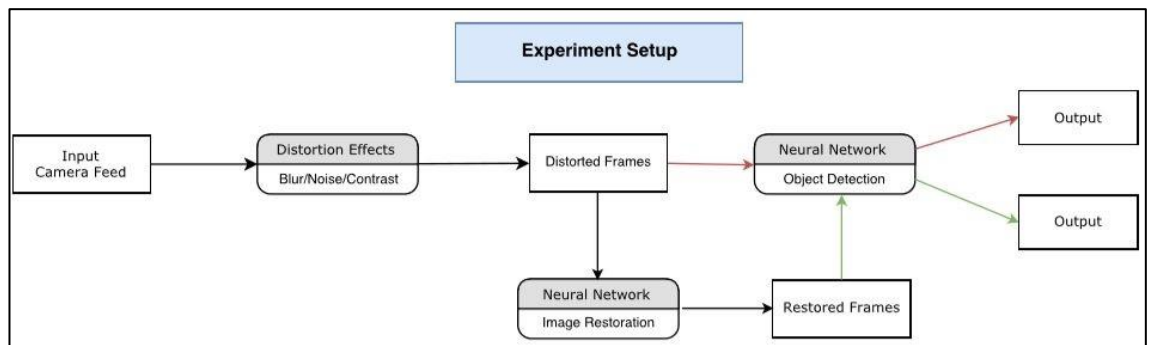 Experiment Setup
Input
Camera Feed
Distortion Effects
Blur/Noise/Contrast
Distorted Frames
Neural Network
Object Detection
Output
Output
Neural Network
Image Restoration
Restored Frames